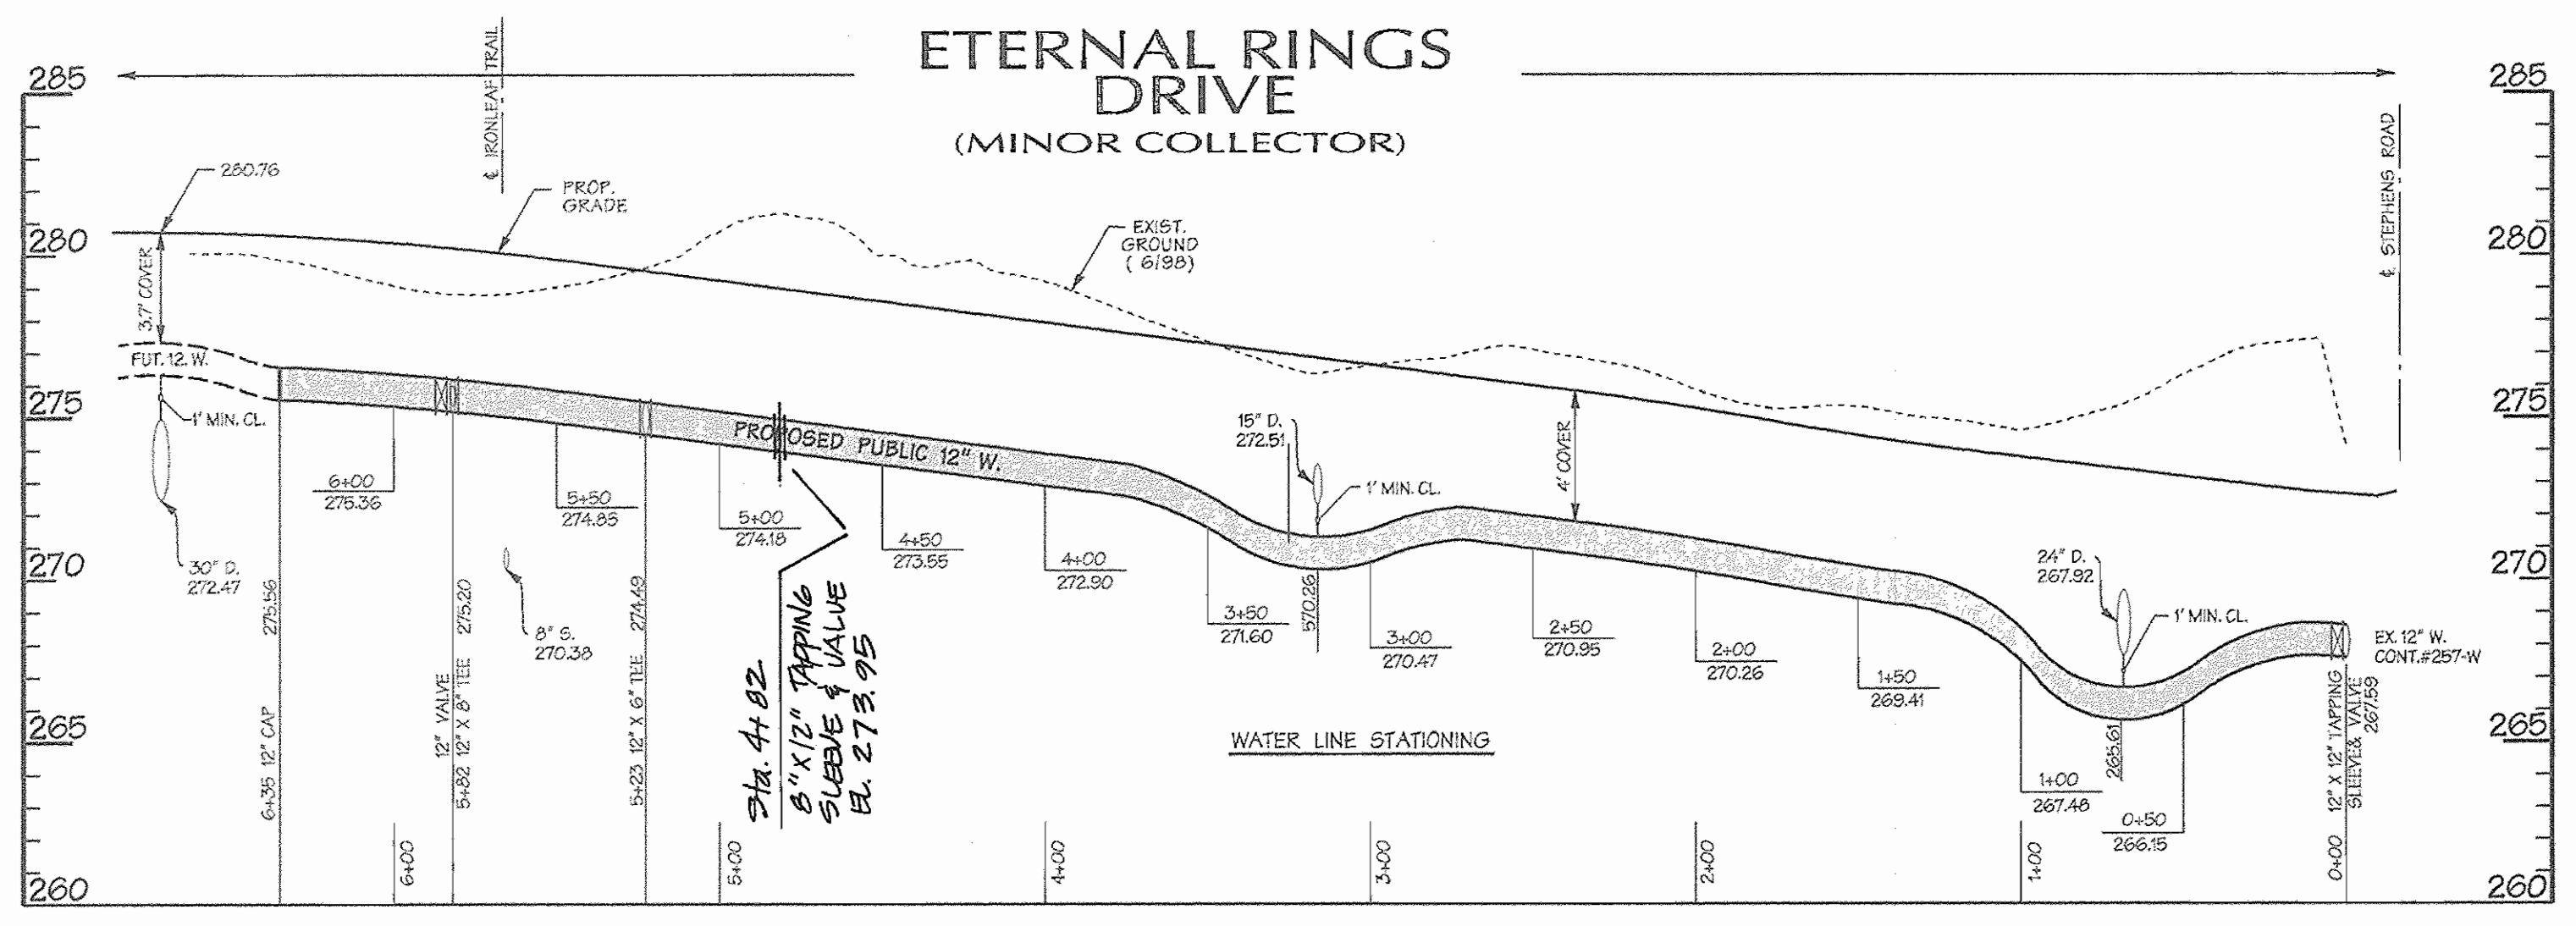 ETERNAL RINGS
DRIVE
(MINOR COLLECTOR)
285
285
℄ IRONLEAF TRAIL
℄ STEPHENS ROAD
280.76
PROP.
GRADE
EXIST.
GROUND
( 6/98)
280
280
3.7' COVER
FUT. 12. W.
1' MIN. CL.
275
275
30" D.
272.47
PROPOSED PUBLIC 12" W.
15" D.
272.51
1' MIN. CL.
4' COVER
6+00
275.36
5+50
274.85
5+00
274.18
4+50
273.55
4+00
272.90
3+50
271.60
570.26
3+00
270.47
2+50
270.95
2+00
270.26
1+50
269.41
1+00
267.48
265.61
0+50
266.15
270
270
24" D.
267.92
1' MIN. CL.
EX. 12" W.
CONT.#257-W
8" S.
270.38
6+35 12" CAP 275.56
12" VALVE
5+82 12" X 8" TEE 275.20
5+23 12" X 6" TEE 274.49
Sta. 4+82
8"X12" TAPPING
SLEEVE & VALVE
EL. 273.95
WATER LINE STATIONING
0+00 12" X 12" TAPPING
SLEEVE& VALVE
267.59
265
265
260
260
6+00
5+00
4+00
3+00
2+00
1+00